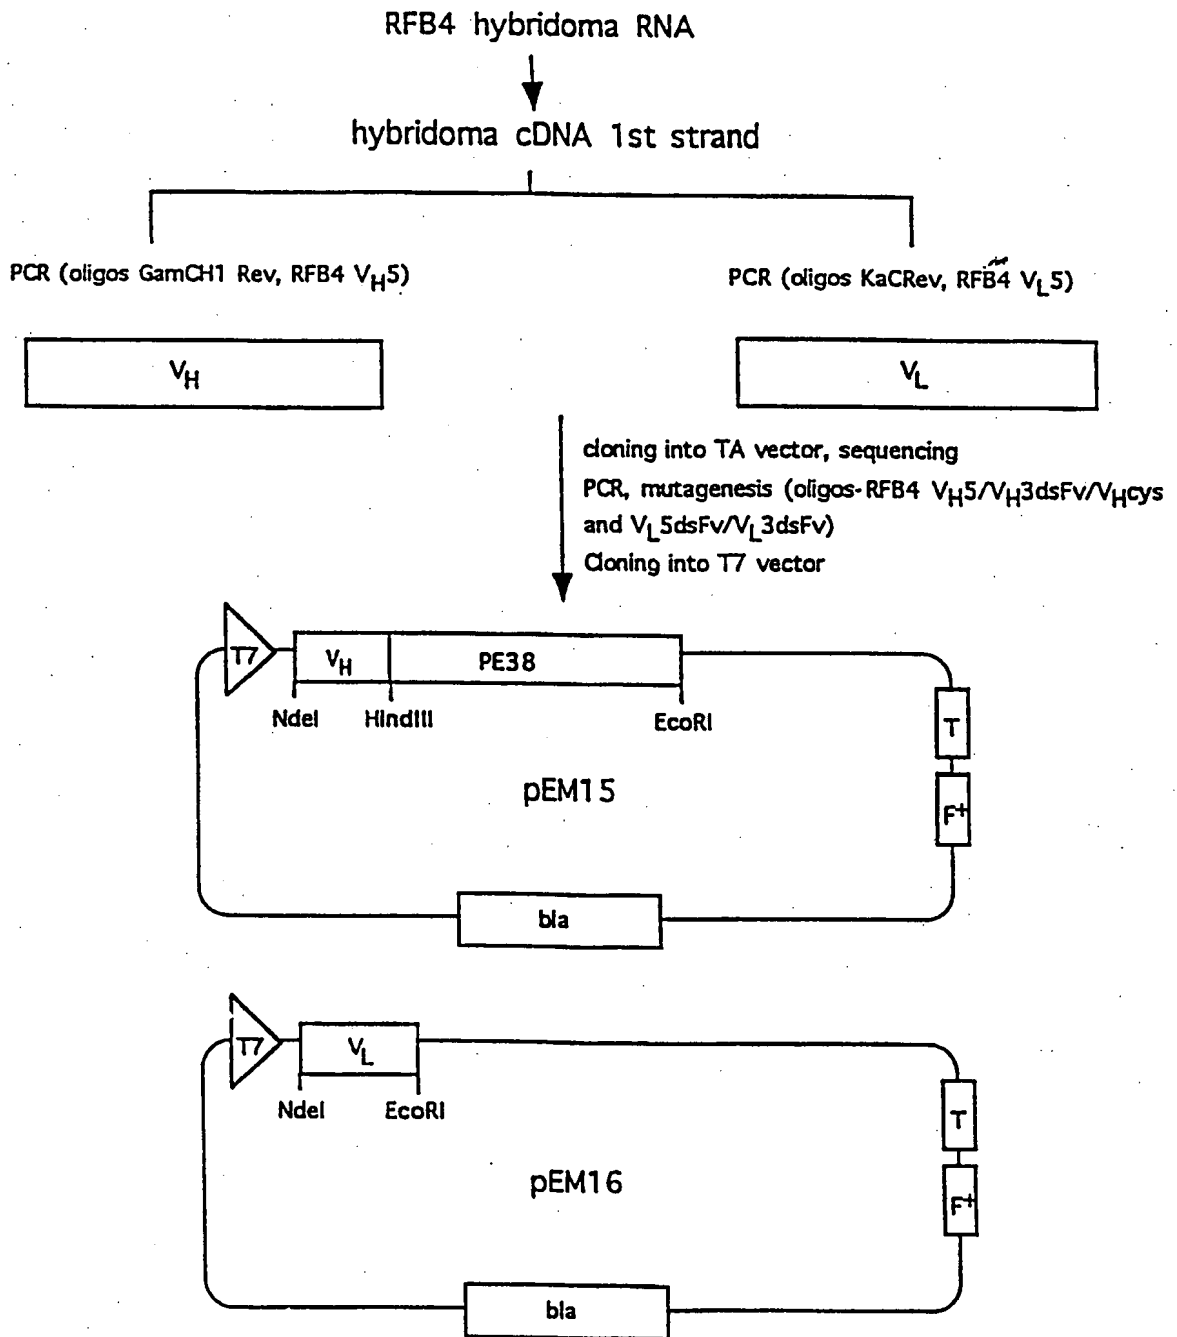 RFB4 hybridoma RNA
hybridoma cDNA 1st strand
PCR (oligos GamCH1 Rev, RFB4 VH5)
PCR (oligos KaCRev, RFB4 VL5)
VH
VL
cloning into TA vector, sequencing
PCR, mutagenesis (oligos-RFB4 VH5/VH3dsFv/VHcys
and VL5dsFv/VL3dsFv)
Cloning into T7 vector
T7
VH
PE38
NdeI
HindIII
EcoRI
T
pEM15
F+
bla
T7
VL
NdeI
EcoRI
T
pEM16
F+
bla